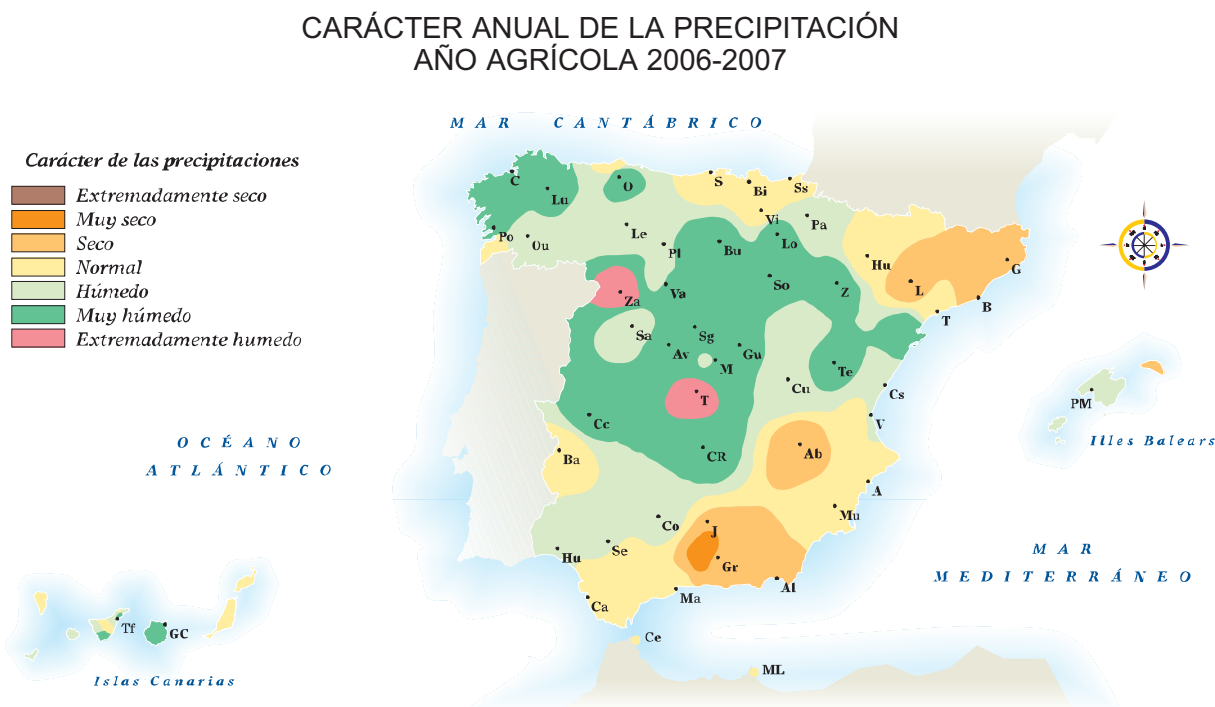 CARÁCTER ANUAL DE LA PRECIPITACIÓN
AÑO AGRÍCOLA 2006-2007
MAR CANTÁBRICO
Carácter de las precipitaciones
Extremadamente seco
Muy seco
Seco
Normal
Húmedo
Muy húmedo
Extremadamente humedo
C
Lu
O
S
Bi
Ss
Po
Ou
Le
Vi
Pa
Pl
Bu
Lo
Hu
G
Za
Va
So
Z
L
B
T
Sa
Sg
Av
Gu
M
Te
Cu
Cs
T
PM
Cc
V
Illes Balears
OCÉANO
ATLÁNTICO
Ba
CR
Ab
A
Mu
Co
J
Hu
Se
Gr
MAR
MEDITERRÁNEO
Ca
Ma
Al
Tf
GC
Ce
ML
Islas Canarias